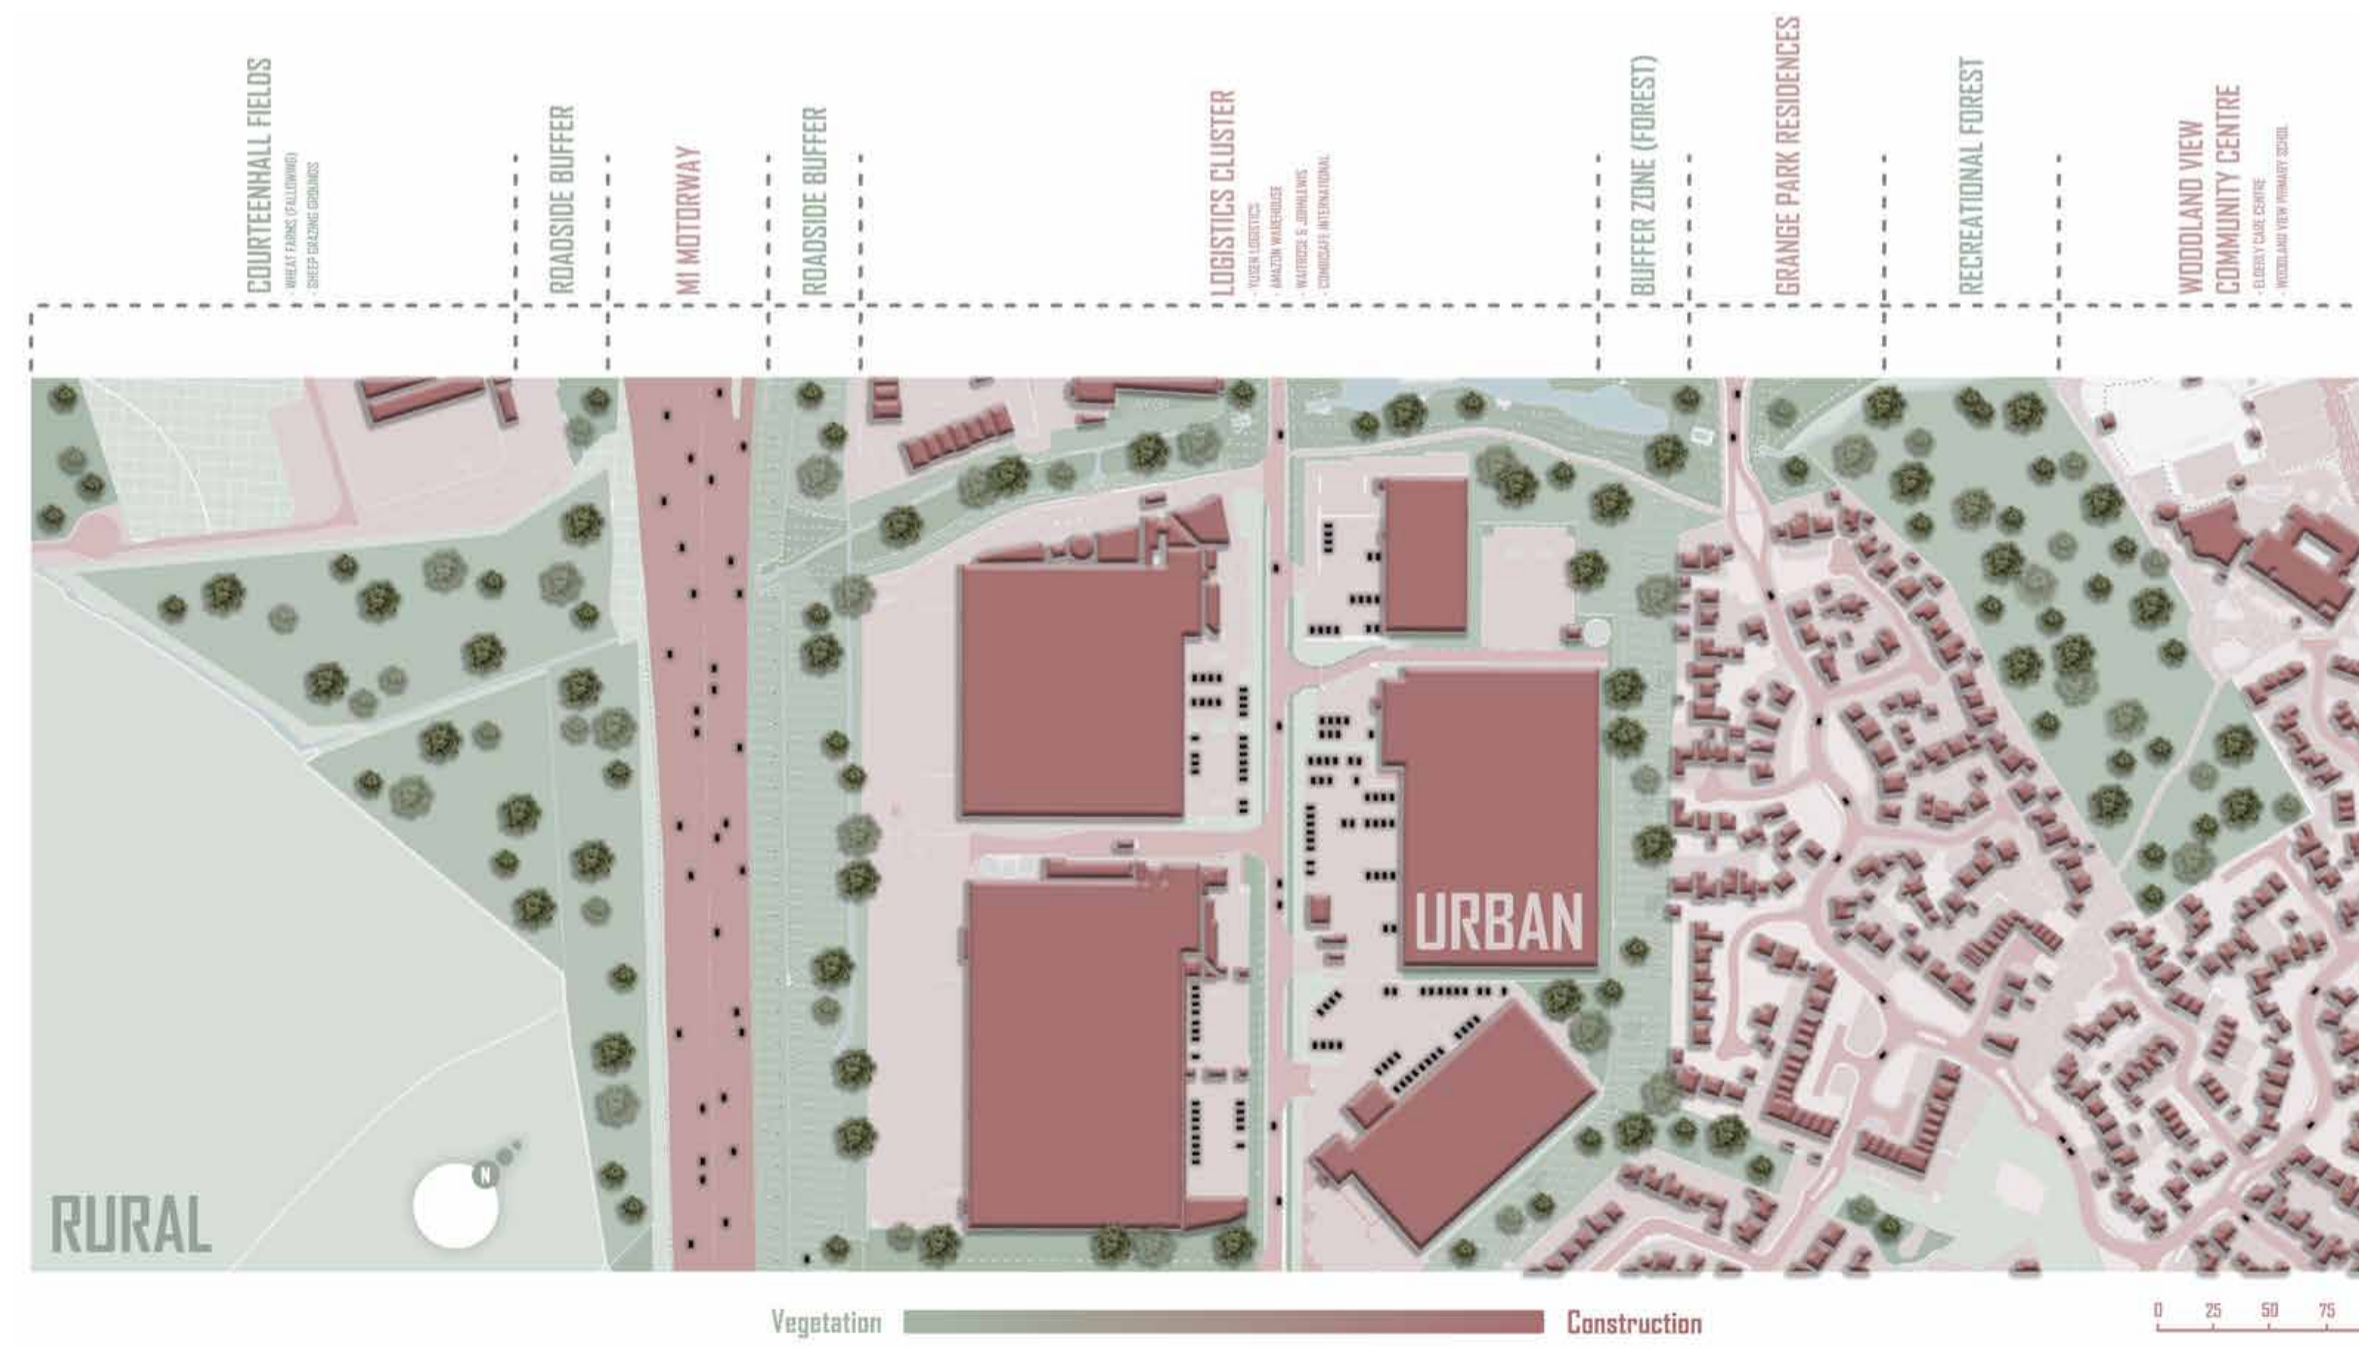 COURTEENHALL FIELDS
- WHEAT FARMS (FALLOWING)
- SHEEP GRAZING GROUNDS
ROADSIDE BUFFER
M1 MOTORWAY
ROADSIDE BUFFER
LOGISTICS CLUSTER
- YUSEN LOGISTICS
- AMAZON WAREHOUSE
- WAITROSE & JOHNLEWIS
- COMBISAFE INTERNATIONAL
BUFFER ZONE (FOREST)
GRANGE PARK RESIDENCES
RECREATIONAL FOREST
WOODLAND VIEW
COMMUNITY CENTRE
- ELDERLY CARE CENTRE
- WOODLAND VIEW PRIMARY SCHOOL
URBAN
N
RURAL
Vegetation
Construction
0 25 50 75